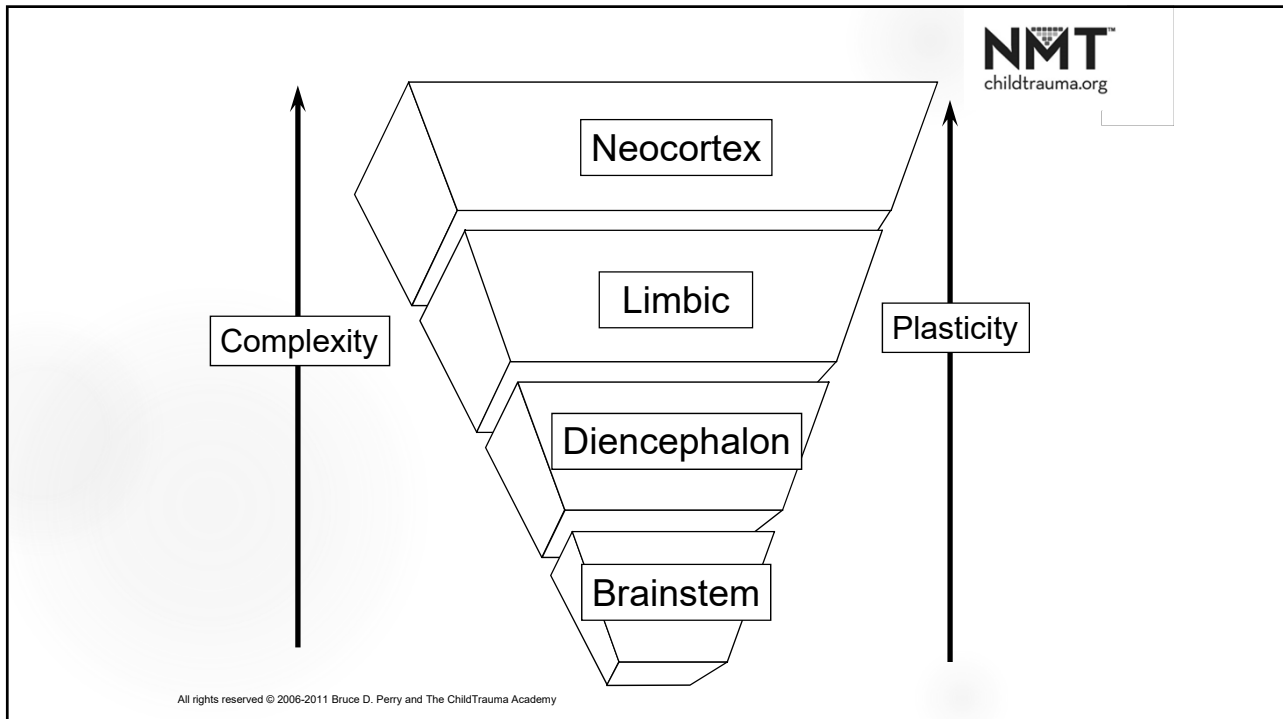 NMT™
childtrauma.org
Neocortex
Limbic
Complexity
Plasticity
Diencephalon
Brainstem
All rights reserved © 2006-2011 Bruce D. Perry and The ChildTrauma Academy